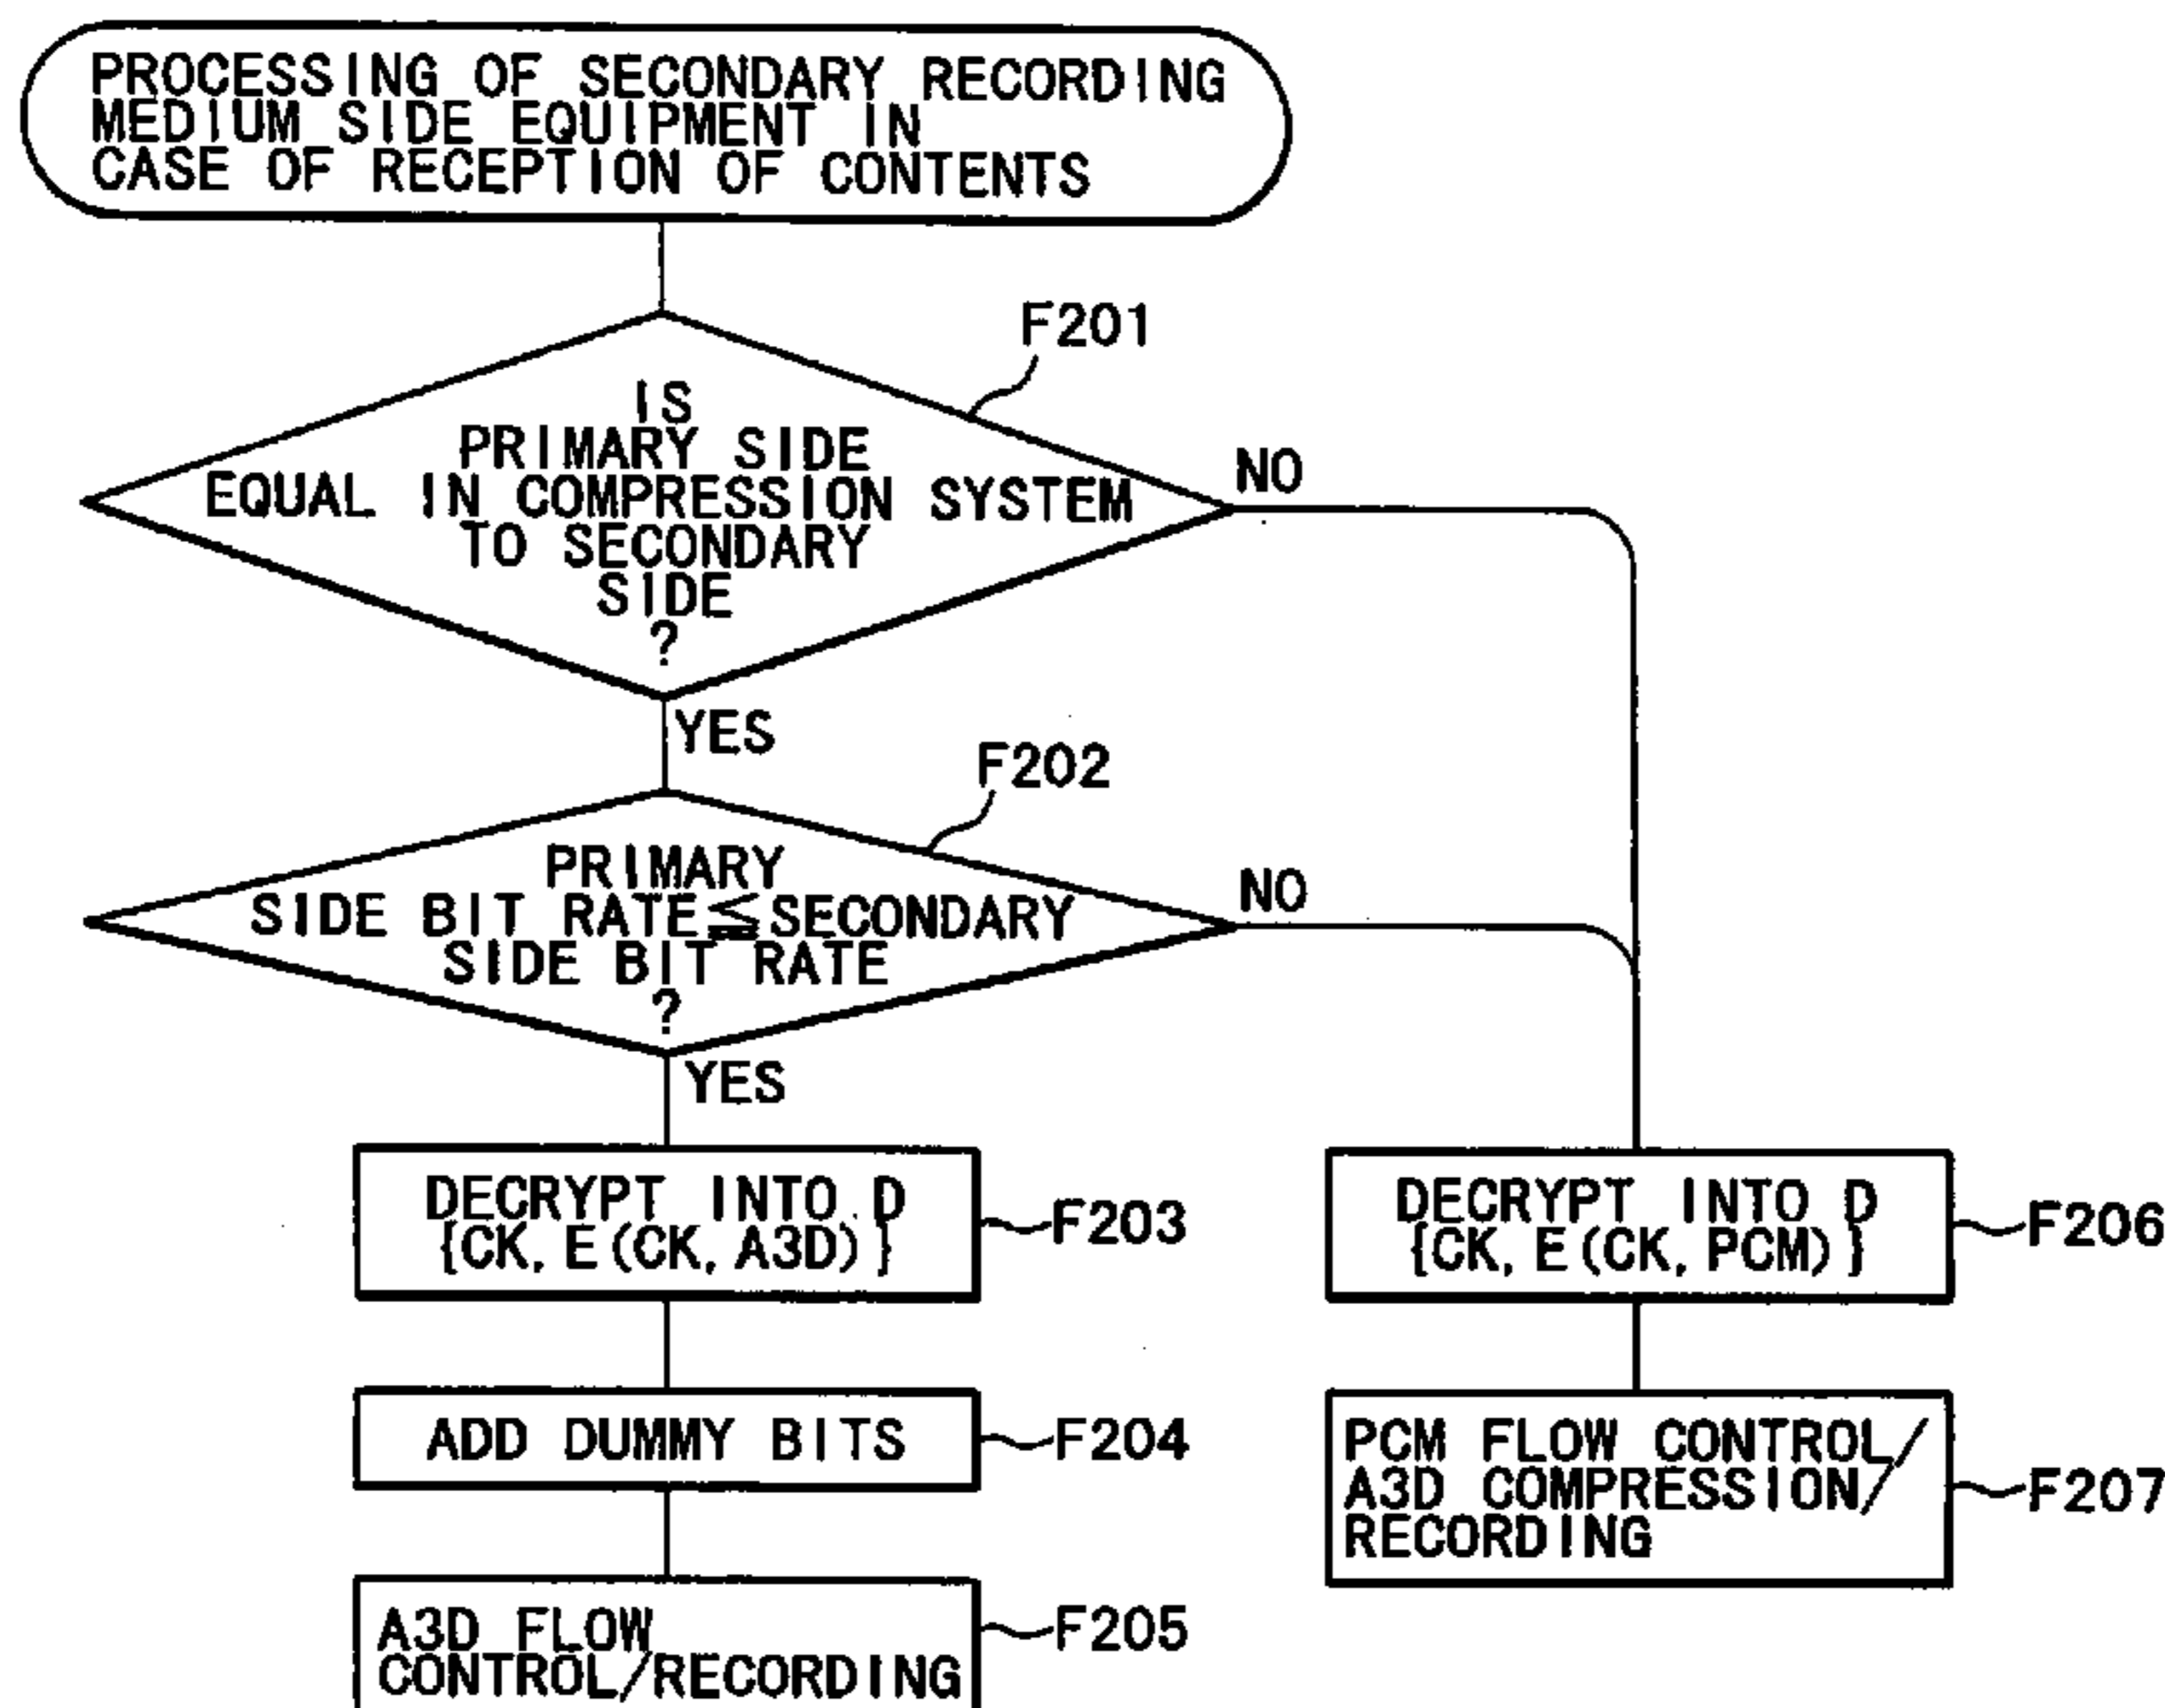 PROCESSING OF SECONDARY RECORDING
MEDIUM SIDE EQUIPMENT IN
CASE OF RECEPTION OF CONTENTS
F201
IS
PRIMARY SIDE
EQUAL IN COMPRESSION SYSTEM
TO SECONDARY
SIDE
?
NO
YES
F202
PRIMARY
SIDE BIT RATE≦SECONDARY
SIDE BIT RATE
?
NO
YES
DECRYPT INTO D
{CK, E(CK, A3D)}
F203
DECRYPT INTO D
{CK, E(CK, PCM)}
F206
ADD DUMMY BITS
F204
PCM FLOW CONTROL/
A3D COMPRESSION/
RECORDING
F207
A3D FLOW
CONTROL/RECORDING
F205